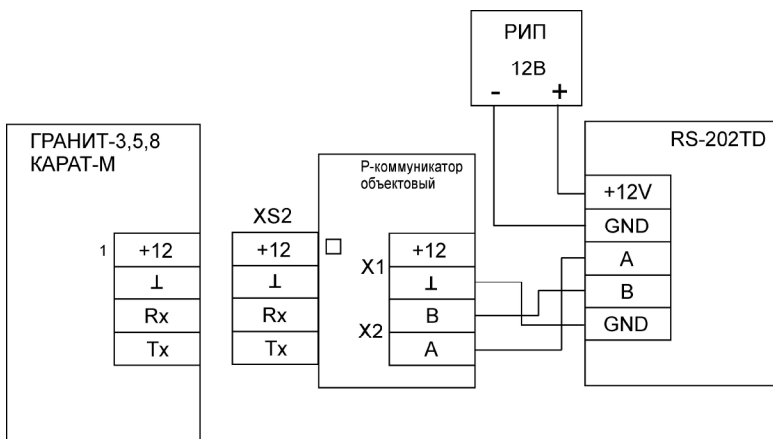 РИП
12В
- +
ГРАНИТ-3,5,8
КАРАТ-М
1
+12
⊥
Rx
Tx
XS2
+12
⊥
Rx
Tx
Р-коммуникатор
объектовый
X1
X2
+12
⊥
B
A
RS-202TD
+12V
GND
A
B
GND